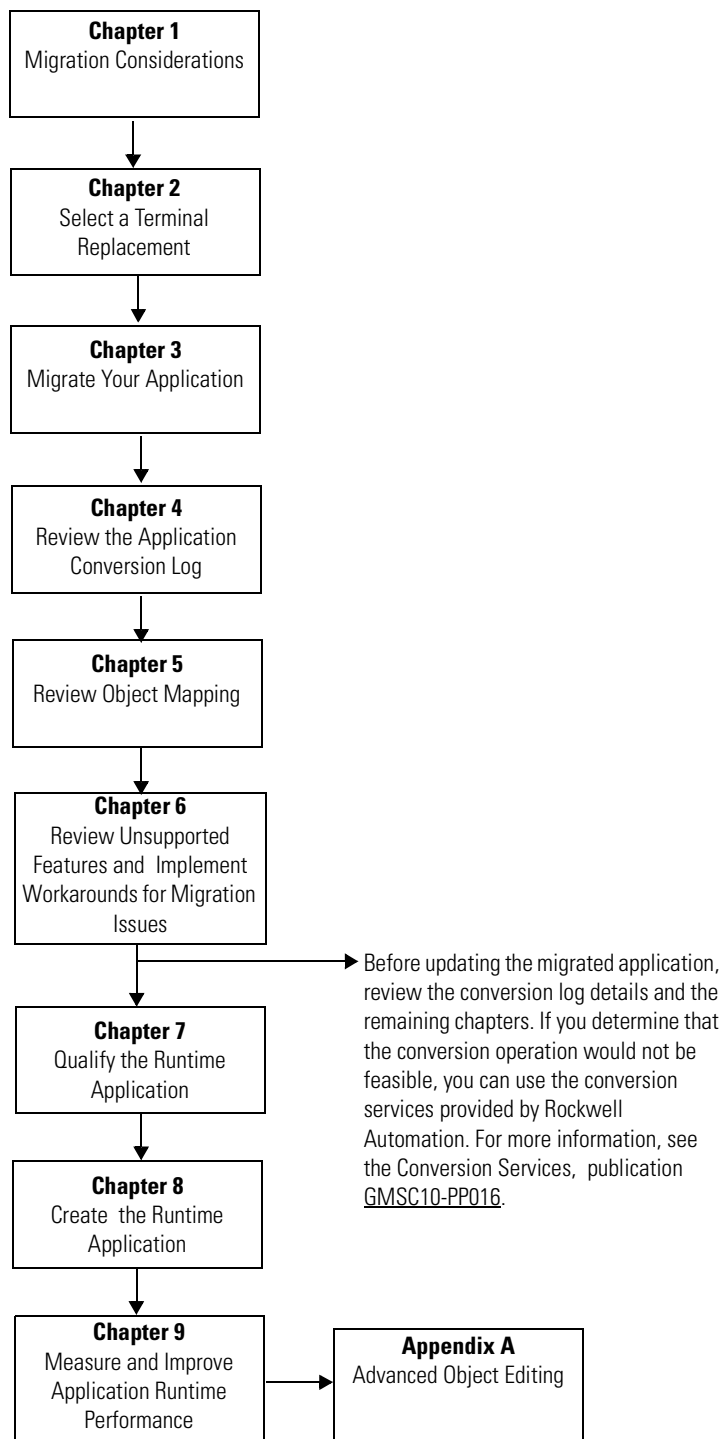 Chapter 1
Migration Considerations
Chapter 2
Select a Terminal
Replacement
Chapter 3
Migrate Your Application
Chapter 4
Review the Application
Conversion Log
Chapter 5
Review Object Mapping
Chapter 6
Review Unsupported
Features and Implement
Workarounds for Migration
Issues
Before updating the migrated application,
review the conversion log details and the
remaining chapters. If you determine that
the conversion operation would not be
feasible, you can use the conversion
services provided by Rockwell
Automation. For more information, see
the Conversion Services, publication
GMSC10-PP016.
Chapter 7
Qualify the Runtime
Application
Chapter 8
Create the Runtime
Application
Chapter 9
Measure and Improve
Application Runtime
Performance
Appendix A
Advanced Object Editing